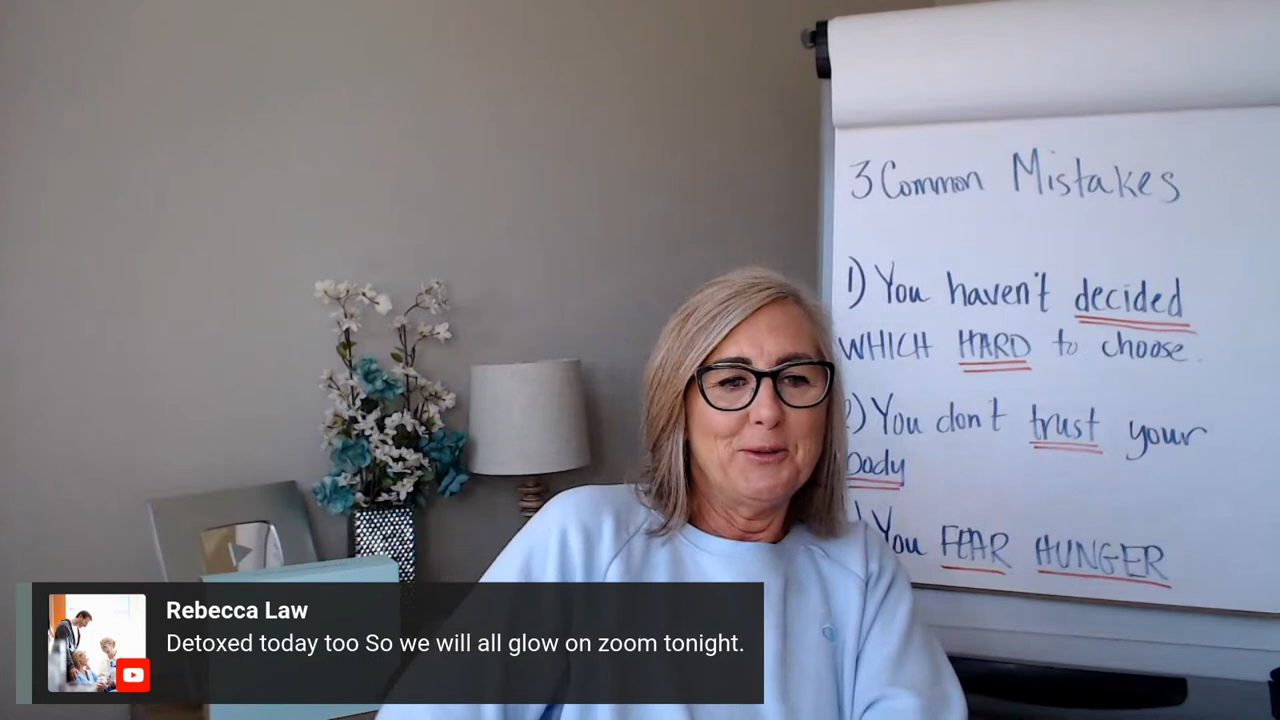 3 Common Mistakes
1) You haven't decided
WHICH HARD to choose.
2) You don't trust your
body
You FEAR HUNGER
Rebecca Law
Detoxed today too So we will all glow on zoom tonight.